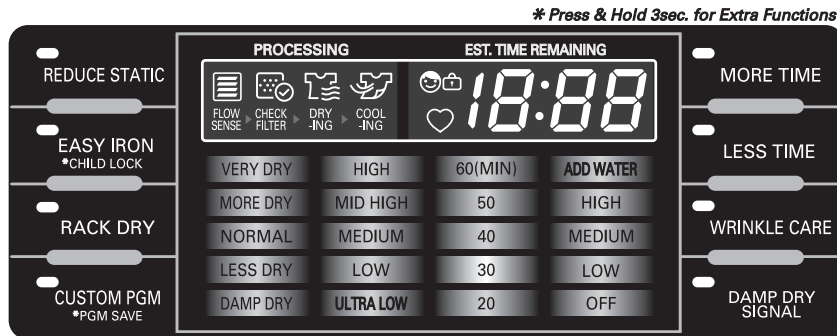 * Press & Hold 3sec. for Extra Functions
REDUCE STATIC
EASY IRON
*CHILD LOCK
RACK DRY
CUSTOM PGM
*PGM SAVE
PROCESSING
EST. TIME REMAINING
FLOW SENSE
CHECK FILTER
DRY -ING
COOL -ING
18:88
VERY DRY HIGH 60(MIN) ADD WATER
MORE DRY MID HIGH 50 HIGH
NORMAL MEDIUM 40 MEDIUM
LESS DRY LOW 30 LOW
DAMP DRY ULTRA LOW 20 OFF
MORE TIME
LESS TIME
WRINKLE CARE
DAMP DRY
SIGNAL